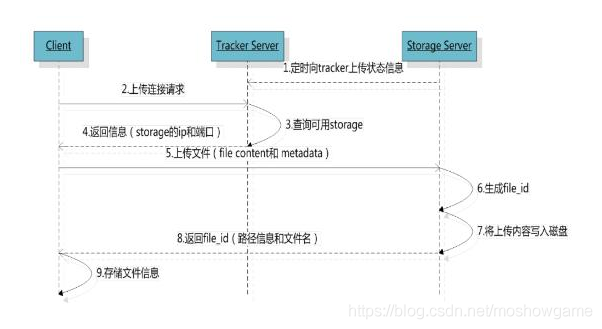 Client
Tracker Server
Storage Server
1.定时向tracker上传状态信息
2.上传连接请求
3.查询可用storage
4.返回信息（storage的ip和端口）
5.上传文件（file content和 metadata）
6.生成file_id
7.将上传内容写入磁盘
8.返回file_id（路径信息和文件名）
9.存储文件信息
https://blog.csdn.net/moshowgame